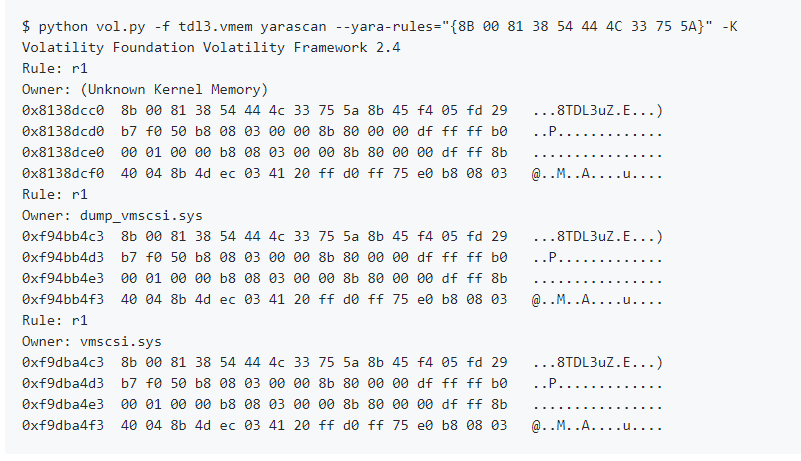 $ python vol.py -f tdl3.vmem yarascan --yara-rules="{8B 00 81 38 54 44 4C 33 75 5A}" -K
Volatility Foundation Volatility Framework 2.4
Rule: r1
Owner: (Unknown Kernel Memory)
0x8138dcc0  8b 00 81 38 54 44 4c 33 75 5a 8b 45 f4 05 fd 29   ...8TDL3uZ.E...)
0x8138dcd0  b7 f0 50 b8 08 03 00 00 8b 80 00 00 df ff ff b0   ..P.............
0x8138dce0  00 01 00 00 b8 08 03 00 00 8b 80 00 00 df ff 8b   ................
0x8138dcf0  40 04 8b 4d ec 03 41 20 ff d0 ff 75 e0 b8 08 03   @..M..A....u....
Rule: r1
Owner: dump_vmscsi.sys
0xf94bb4c3  8b 00 81 38 54 44 4c 33 75 5a 8b 45 f4 05 fd 29   ...8TDL3uZ.E...)
0xf94bb4d3  b7 f0 50 b8 08 03 00 00 8b 80 00 00 df ff ff b0   ..P.............
0xf94bb4e3  00 01 00 00 b8 08 03 00 00 8b 80 00 00 df ff 8b   ................
0xf94bb4f3  40 04 8b 4d ec 03 41 20 ff d0 ff 75 e0 b8 08 03   @..M..A....u....
Rule: r1
Owner: vmscsi.sys
0xf9dba4c3  8b 00 81 38 54 44 4c 33 75 5a 8b 45 f4 05 fd 29   ...8TDL3uZ.E...)
0xf9dba4d3  b7 f0 50 b8 08 03 00 00 8b 80 00 00 df ff ff b0   ..P.............
0xf9dba4e3  00 01 00 00 b8 08 03 00 00 8b 80 00 00 df ff 8b   ................
0xf9dba4f3  40 04 8b 4d ec 03 41 20 ff d0 ff 75 e0 b8 08 03   @..M..A....u....